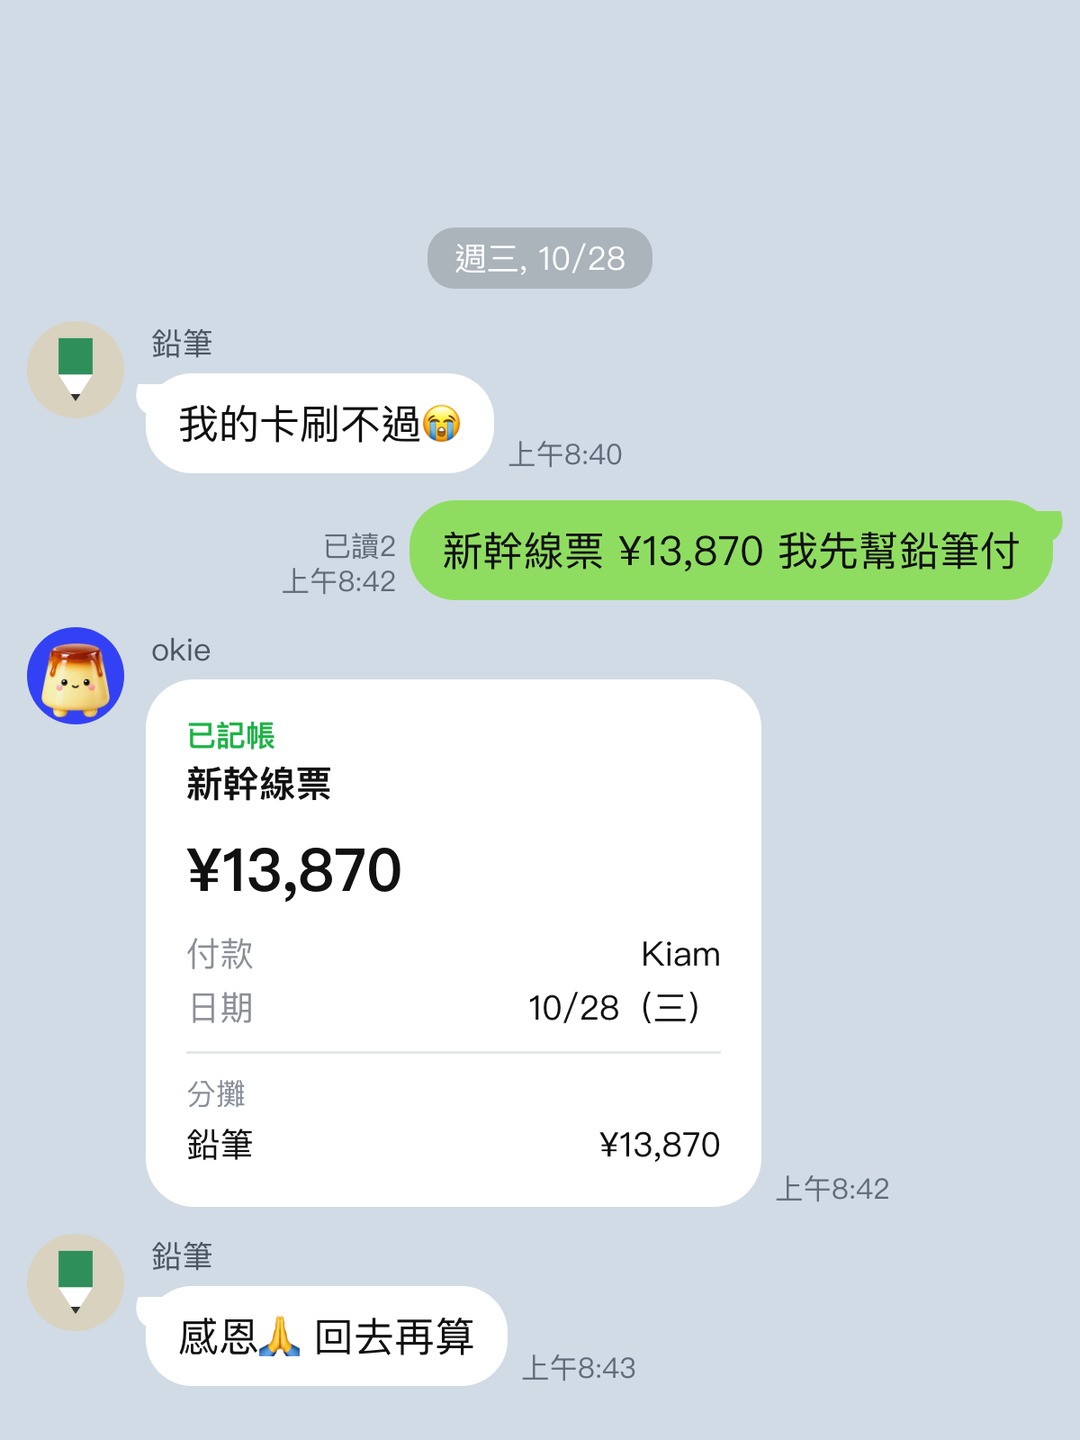 週三, 10/28
鉛筆
我的卡刷不過😭
上午8:40
已讀2
上午8:42
新幹線票 ¥13,870 我先幫鉛筆付
okie
已記帳
新幹線票
¥13,870
付款 Kiam
日期 10/28（三）
分攤
鉛筆 ¥13,870
上午8:42
鉛筆
感恩🙏 回去再算
上午8:43